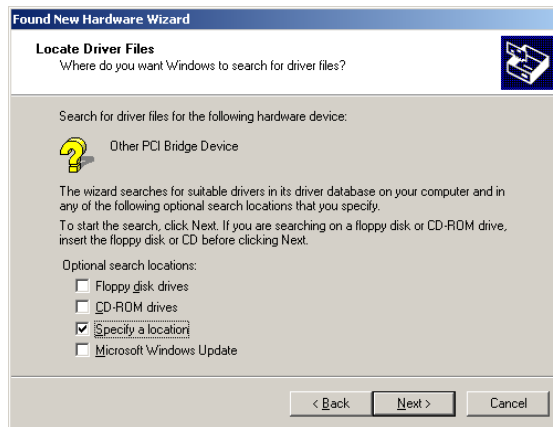 Found New Hardware Wizard
Locate Driver Files
Where do you want Windows to search for driver files?
Search for driver files for the following hardware device:
Other PCI Bridge Device
The wizard searches for suitable drivers in its driver database on your computer and in
any of the following optional search locations that you specify.
To start the search, click Next. If you are searching on a floppy disk or CD-ROM drive,
insert the floppy disk or CD before clicking Next.
Optional search locations:
Floppy disk drives
CD-ROM drives
Specify a location
Microsoft Windows Update
< Back Next > Cancel